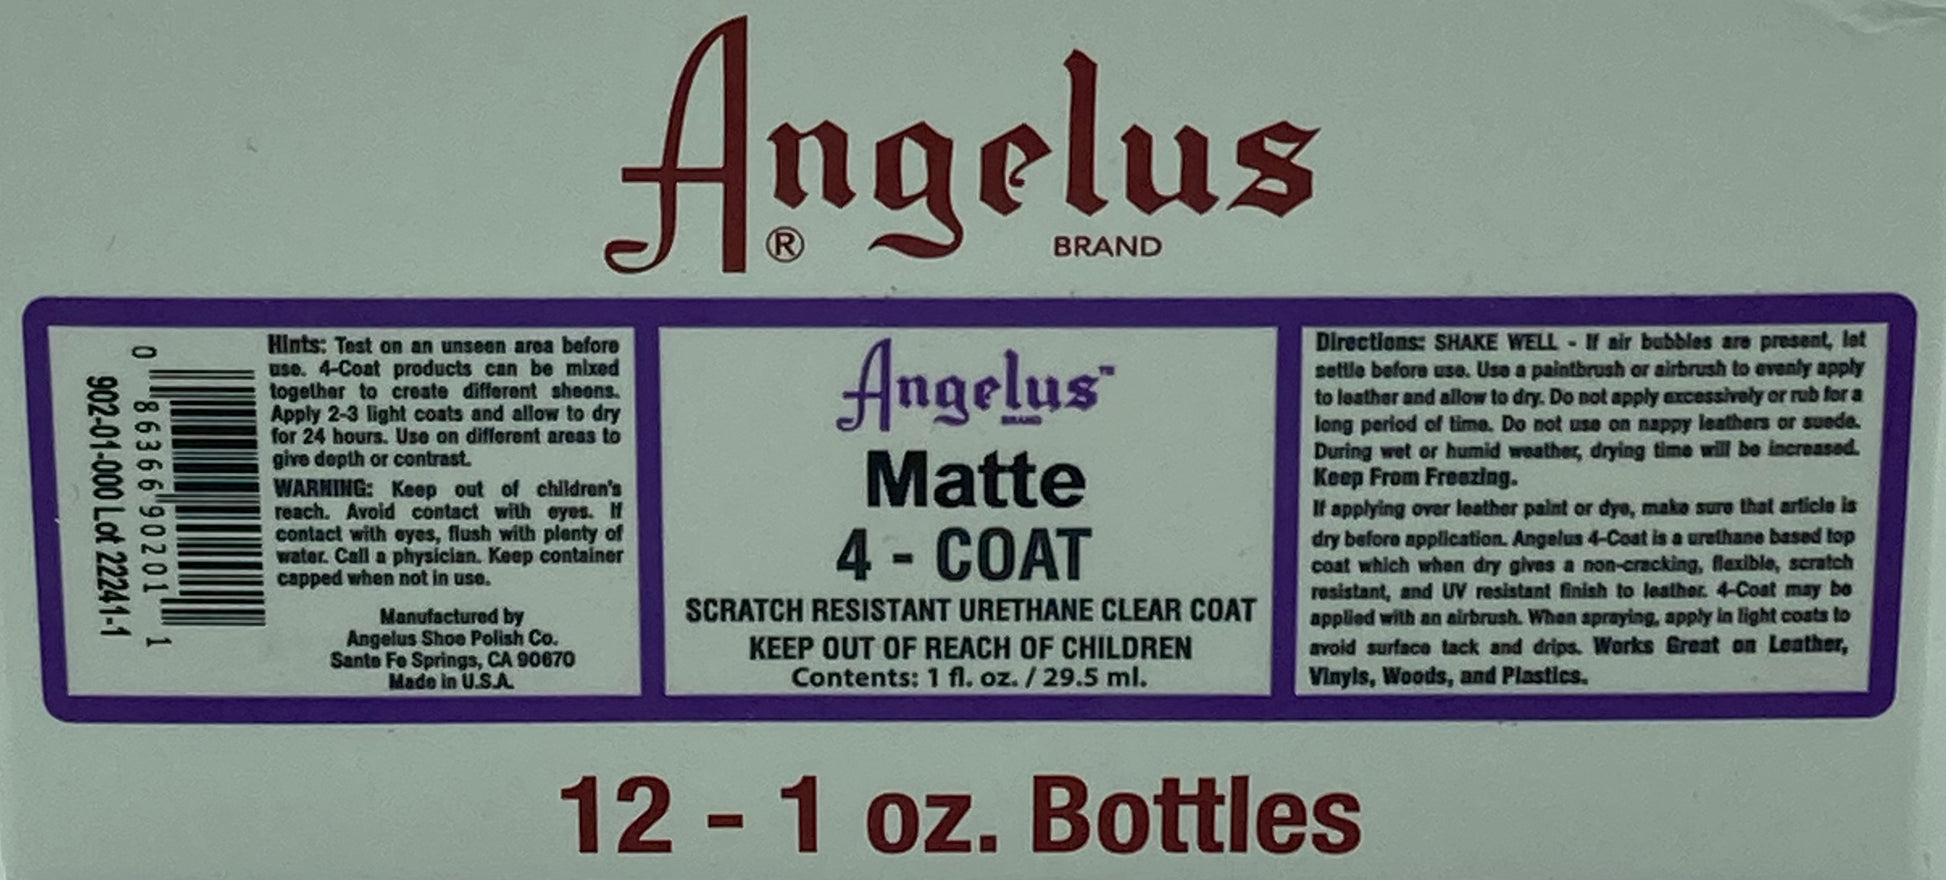 Angelus
®
BRAND
0 86366 90201 1
902-01-000 Lot 22241-1
Hints: Test on an unseen area before
use. 4-Coat products can be mixed
together to create different sheens.
Apply 2-3 light coats and allow to dry
for 24 hours. Use on different areas to
give depth or contrast.
WARNING: Keep out of children's
reach. Avoid contact with eyes. If
contact with eyes, flush with plenty of
water. Call a physician. Keep container
capped when not in use.
Manufactured by
Angelus Shoe Polish Co.
Sante Fe Springs, CA 90670
Made in U.S.A.
Angelus™
BRAND
Matte
4 - COAT
SCRATCH RESISTANT URETHANE CLEAR COAT
KEEP OUT OF REACH OF CHILDREN
Contents: 1 fl. oz. / 29.5 ml.
Directions: SHAKE WELL - If air bubbles are present, let
settle before use. Use a paintbrush or airbrush to evenly apply
to leather and allow to dry. Do not apply excessively or rub for a
long period of time. Do not use on nappy leathers or suede.
During wet or humid weather, drying time will be increased.
Keep From Freezing.
If applying over leather paint or dye, make sure that article is
dry before application. Angelus 4-Coat is a urethane based top
coat which when dry gives a non-cracking, flexible, scratch
resistant, and UV resistant finish to leather. 4-Coat may be
applied with an airbrush. When spraying, apply in light coats to
avoid surface tack and drips. Works Great on Leather,
Vinyls, Woods, and Plastics.
12 - 1 oz. Bottles